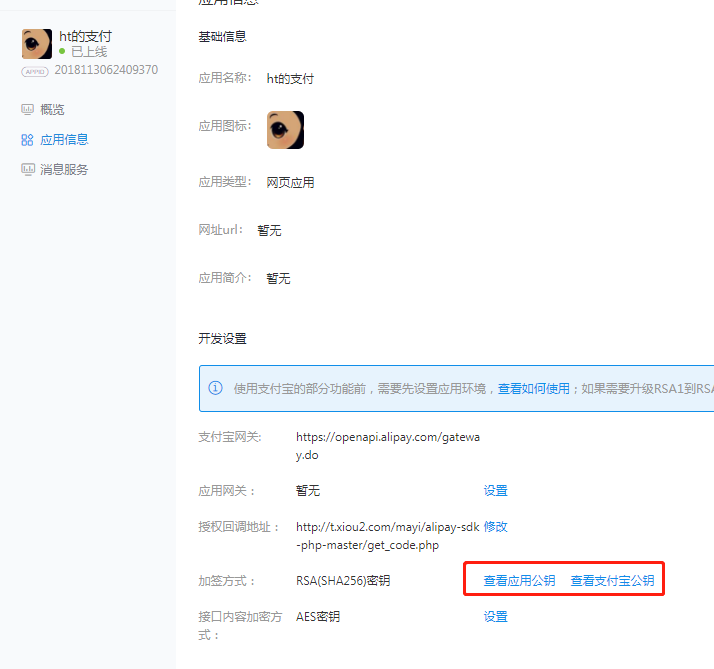 应用信息
ht的支付
已上线
APPID 2018113062409370
概览
应用信息
消息服务
基础信息
应用名称： ht的支付
应用图标：
应用类型： 网页应用
网址url： 暂无
应用简介： 暂无
开发设置
使用支付宝的部分功能前，需要先设置应用环境，查看如何使用；如果需要升级RSA1到RSA
支付宝网关: https://openapi.alipay.com/gatewa
y.do
应用网关： 暂无 设置
授权回调地址： http://t.xiou2.com/mayi/alipay-sdk 修改
-php-master/get_code.php
加签方式： RSA(SHA256)密钥 查看应用公钥 查看支付宝公钥
接口内容加密方 AES密钥 设置
式：